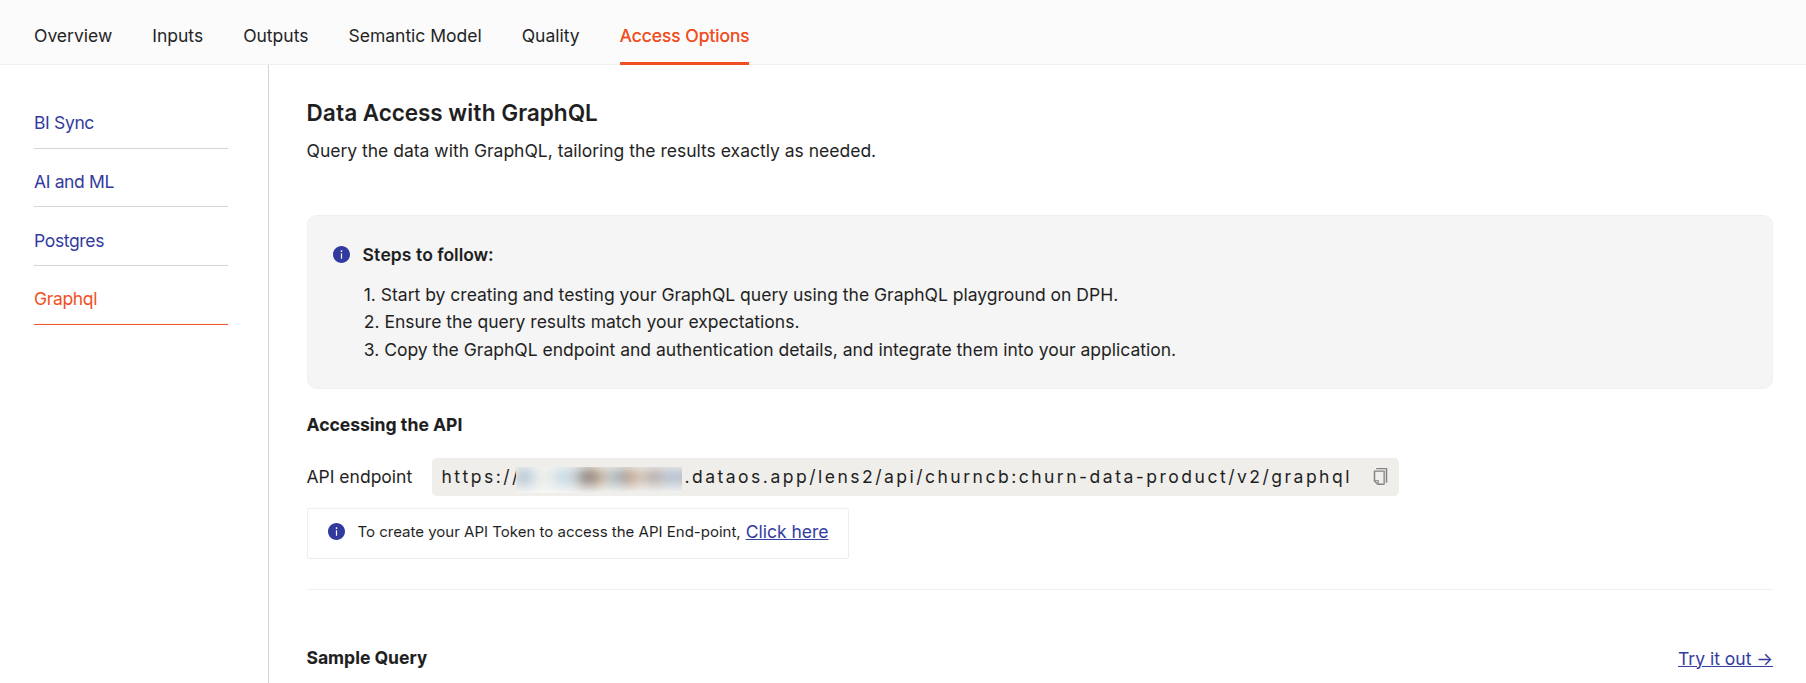 Overview Inputs Outputs Semantic Model Quality Access Options
BI Sync
AI and ML
Postgres
Graphql
Data Access with GraphQL
Query the data with GraphQL, tailoring the results exactly as needed.
Steps to follow:
1. Start by creating and testing your GraphQL query using the GraphQL playground on DPH.
2. Ensure the query results match your expectations.
3. Copy the GraphQL endpoint and authentication details, and integrate them into your application.
Accessing the API
API endpoint https:// .dataos.app/lens2/api/churncb:churn-data-product/v2/graphql
To create your API Token to access the API End-point, Click here
Sample Query Try it out →